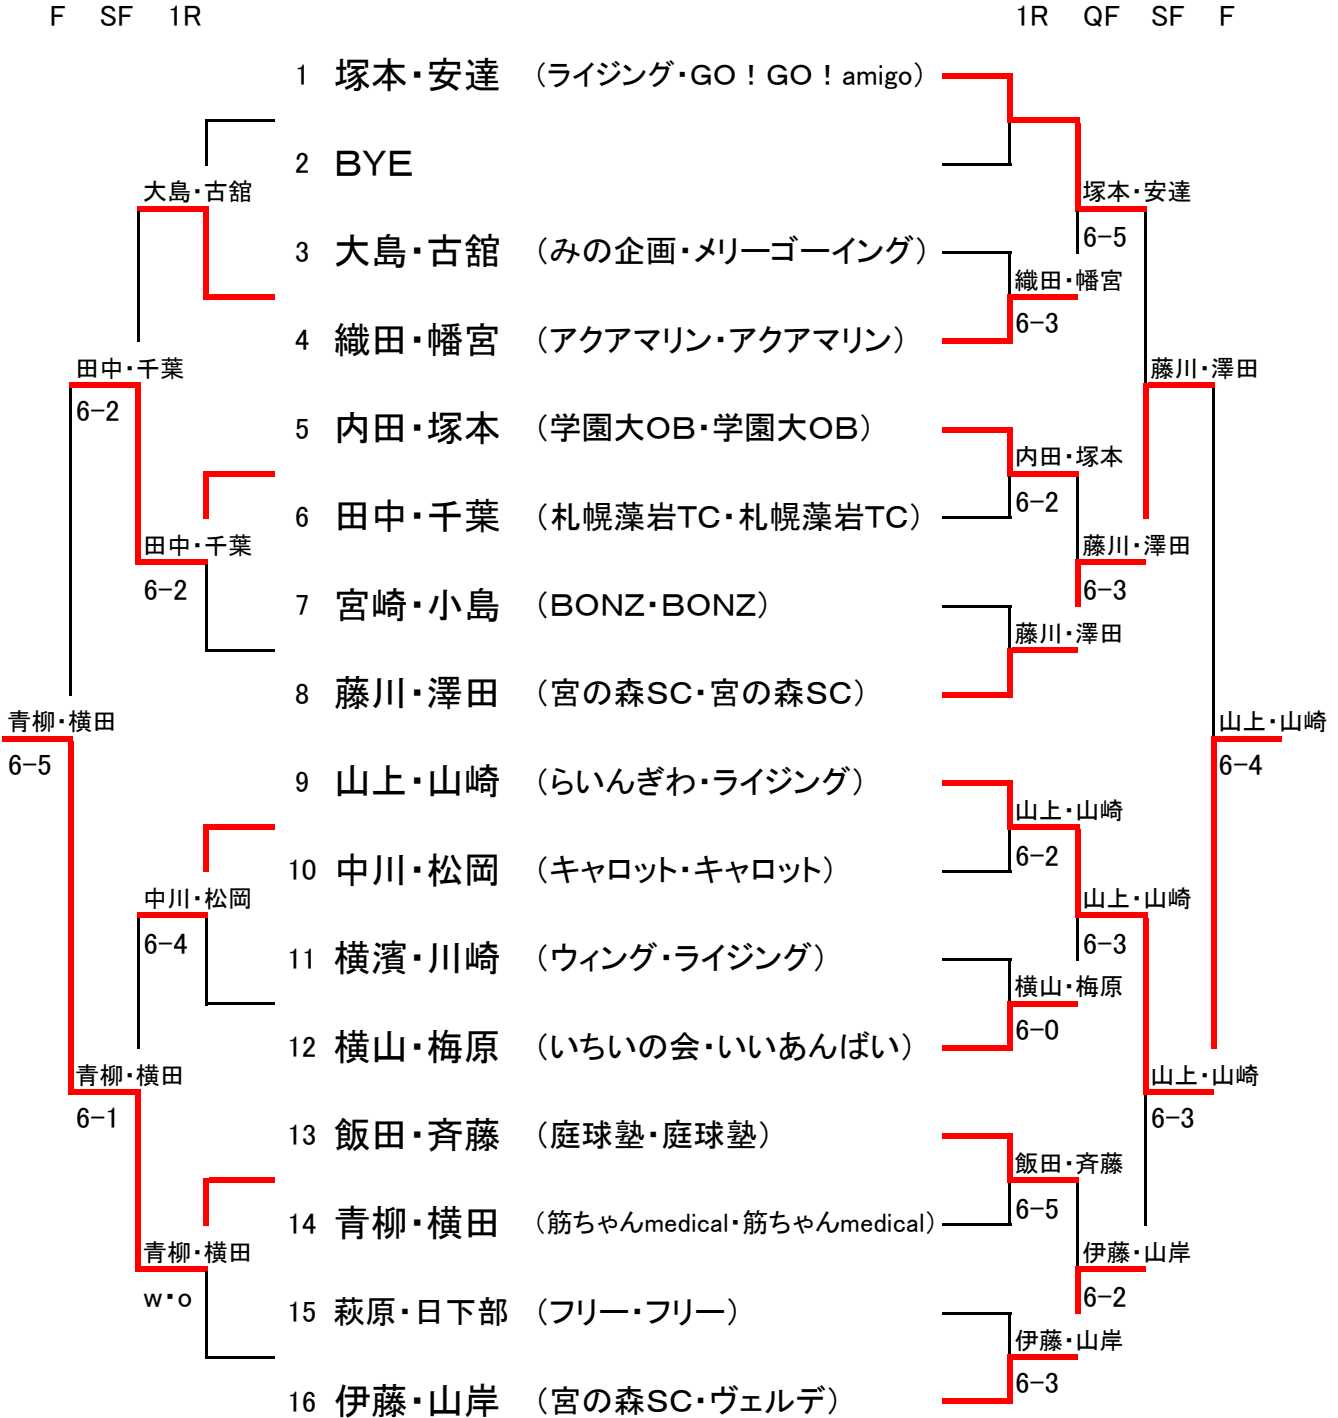 F SF 1R 1R QF SF F
1 塚本・安達 (ライジング・GO！GO！amigo)
2 BYE
大島・古舘 塚本・安達
6-5
3 大島・古舘 (みの企画・メリーゴーイング)
織田・幡宮
6-3
4 織田・幡宮 (アクアマリン・アクアマリン)
田中・千葉 藤川・澤田
6-2
5 内田・塚本 (学園大OB・学園大OB)
内田・塚本
6-2
6 田中・千葉 (札幌藻岩TC・札幌藻岩TC)
田中・千葉 藤川・澤田
6-2 6-3
7 宮崎・小島 (BONZ・BONZ)
藤川・澤田
8 藤川・澤田 (宮の森SC・宮の森SC)
青柳・横田 山上・山崎
6-5 6-4
9 山上・山崎 (らいんぎわ・ライジング)
山上・山崎
6-2
10 中川・松岡 (キャロット・キャロット)
中川・松岡 山上・山崎
6-4 6-3
11 横濱・川崎 (ウィング・ライジング)
横山・梅原
6-0
12 横山・梅原 (いちいの会・いいあんばい)
青柳・横田 山上・山崎
6-1 6-3
13 飯田・斉藤 (庭球塾・庭球塾)
飯田・斉藤
6-5
14 青柳・横田 (筋ちゃんmedical・筋ちゃんmedical)
青柳・横田 伊藤・山岸
w・o 6-2
15 萩原・日下部 (フリー・フリー)
伊藤・山岸
6-3
16 伊藤・山岸 (宮の森SC・ヴェルデ)